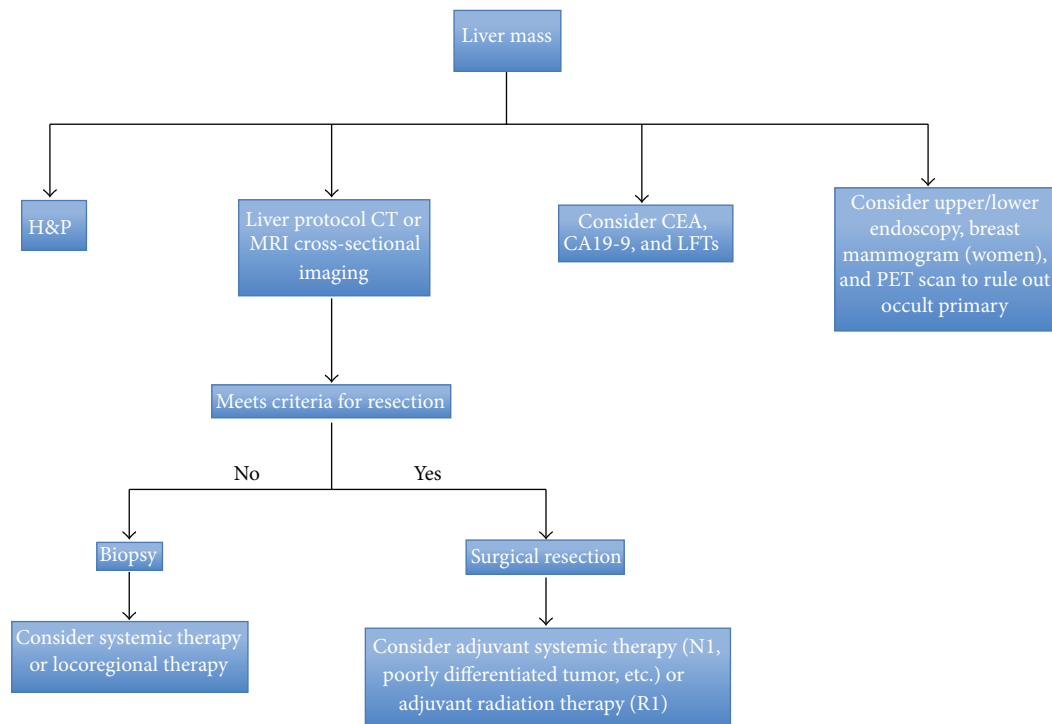 Liver mass
H&P
Liver protocol CT or
MRI cross-sectional
imaging
Consider CEA,
CA19-9, and LFTs
Consider upper/lower
endoscopy, breast
mammogram (women),
and PET scan to rule out
occult primary
Meets criteria for resection
No
Yes
Biopsy
Surgical resection
Consider systemic therapy
or locoregional therapy
Consider adjuvant systemic therapy (N1,
poorly differentiated tumor, etc.) or
adjuvant radiation therapy (R1)